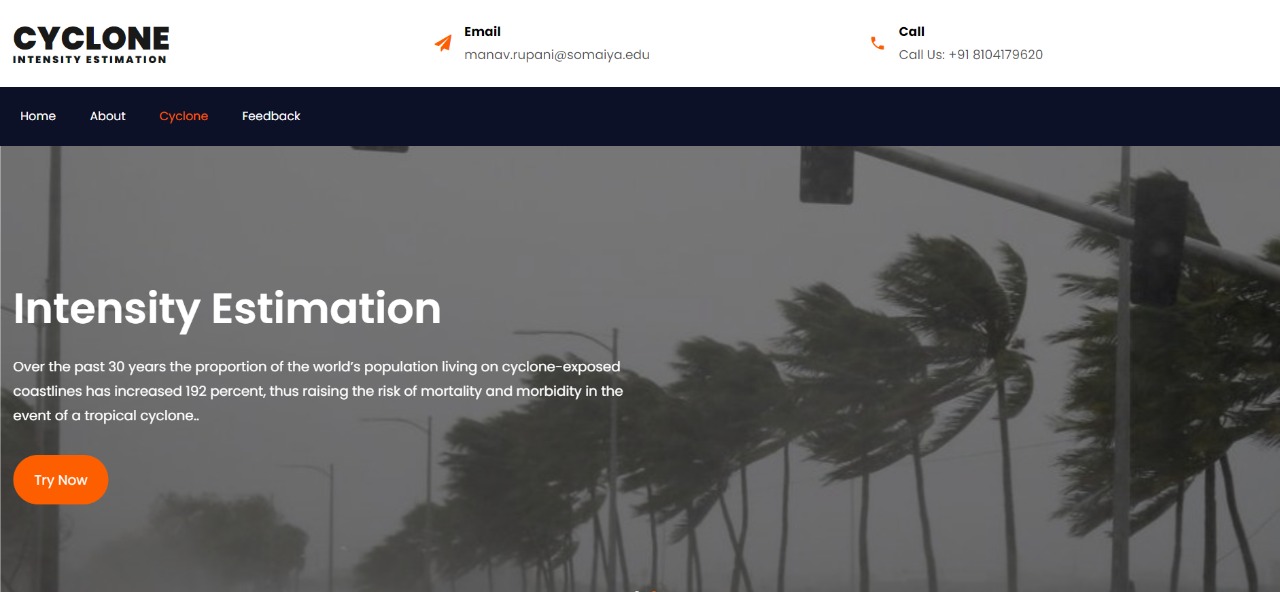 CYCLONE
INTENSITY ESTIMATION
Email
manav.rupani@somaiya.edu
Call
Call Us: +91 8104179620
Home
About
Cyclone
Feedback
Intensity Estimation
Over the past 30 years the proportion of the world’s population living on cyclone-exposed
coastlines has increased 192 percent, thus raising the risk of mortality and morbidity in the
event of a tropical cyclone..
Try Now